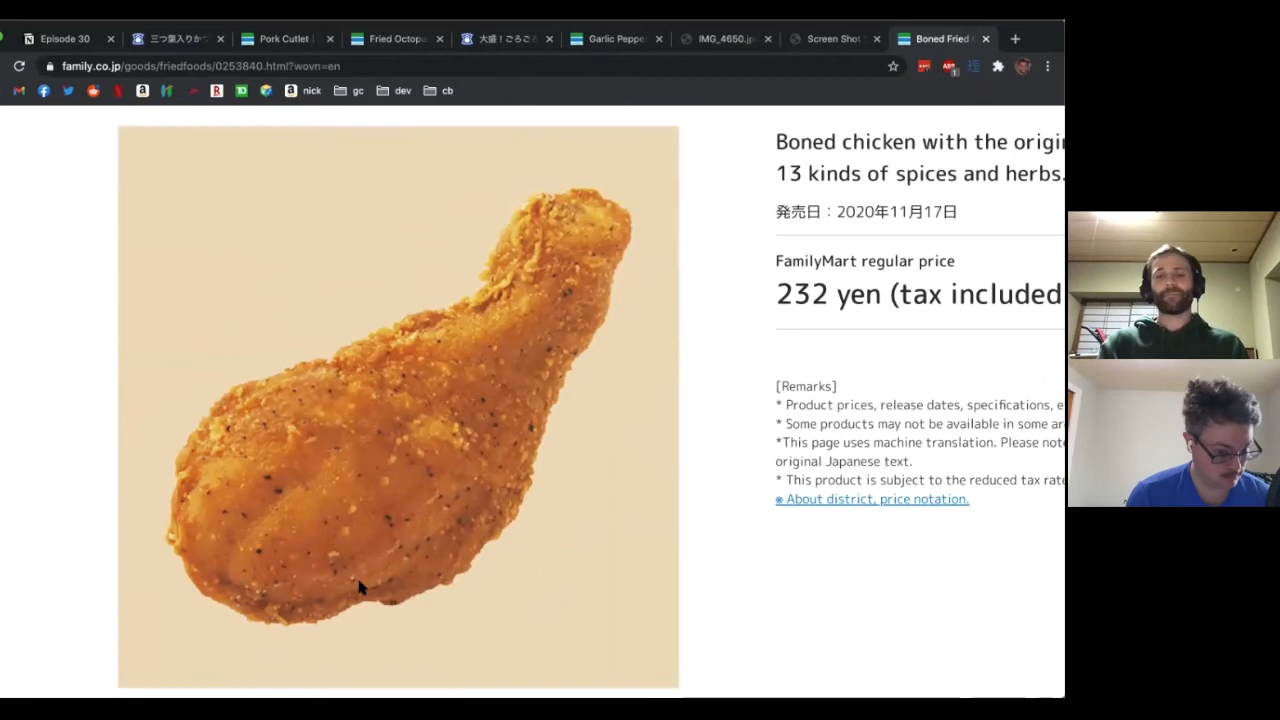 Episode 30
三つ葉入りかつ
Pork Cutlet
Fried Octopu
大盛！ごろごろ
Garlic Pepper
IMG_4650.jp
Screen Shot
Boned Fried
family.co.jp/goods/friedfoods/0253840.html?wovn=en
nick
gc
dev
cb
Boned chicken with the origi
13 kinds of spices and herbs.
発売日：2020年11月17日
FamilyMart regular price
232 yen (tax included
[Remarks]
* Product prices, release dates, specifications, e
* Some products may not be available in some ar
*This page uses machine translation. Please note
original Japanese text.
* This product is subject to the reduced tax rate
※ About district, price notation.